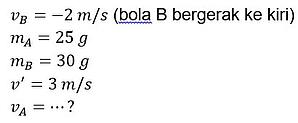 v_B = −2 m/s (bola B bergerak ke kiri)
m_A = 25 g
m_B = 30 g
v' = 3 m/s
v_A = ⋯ ?